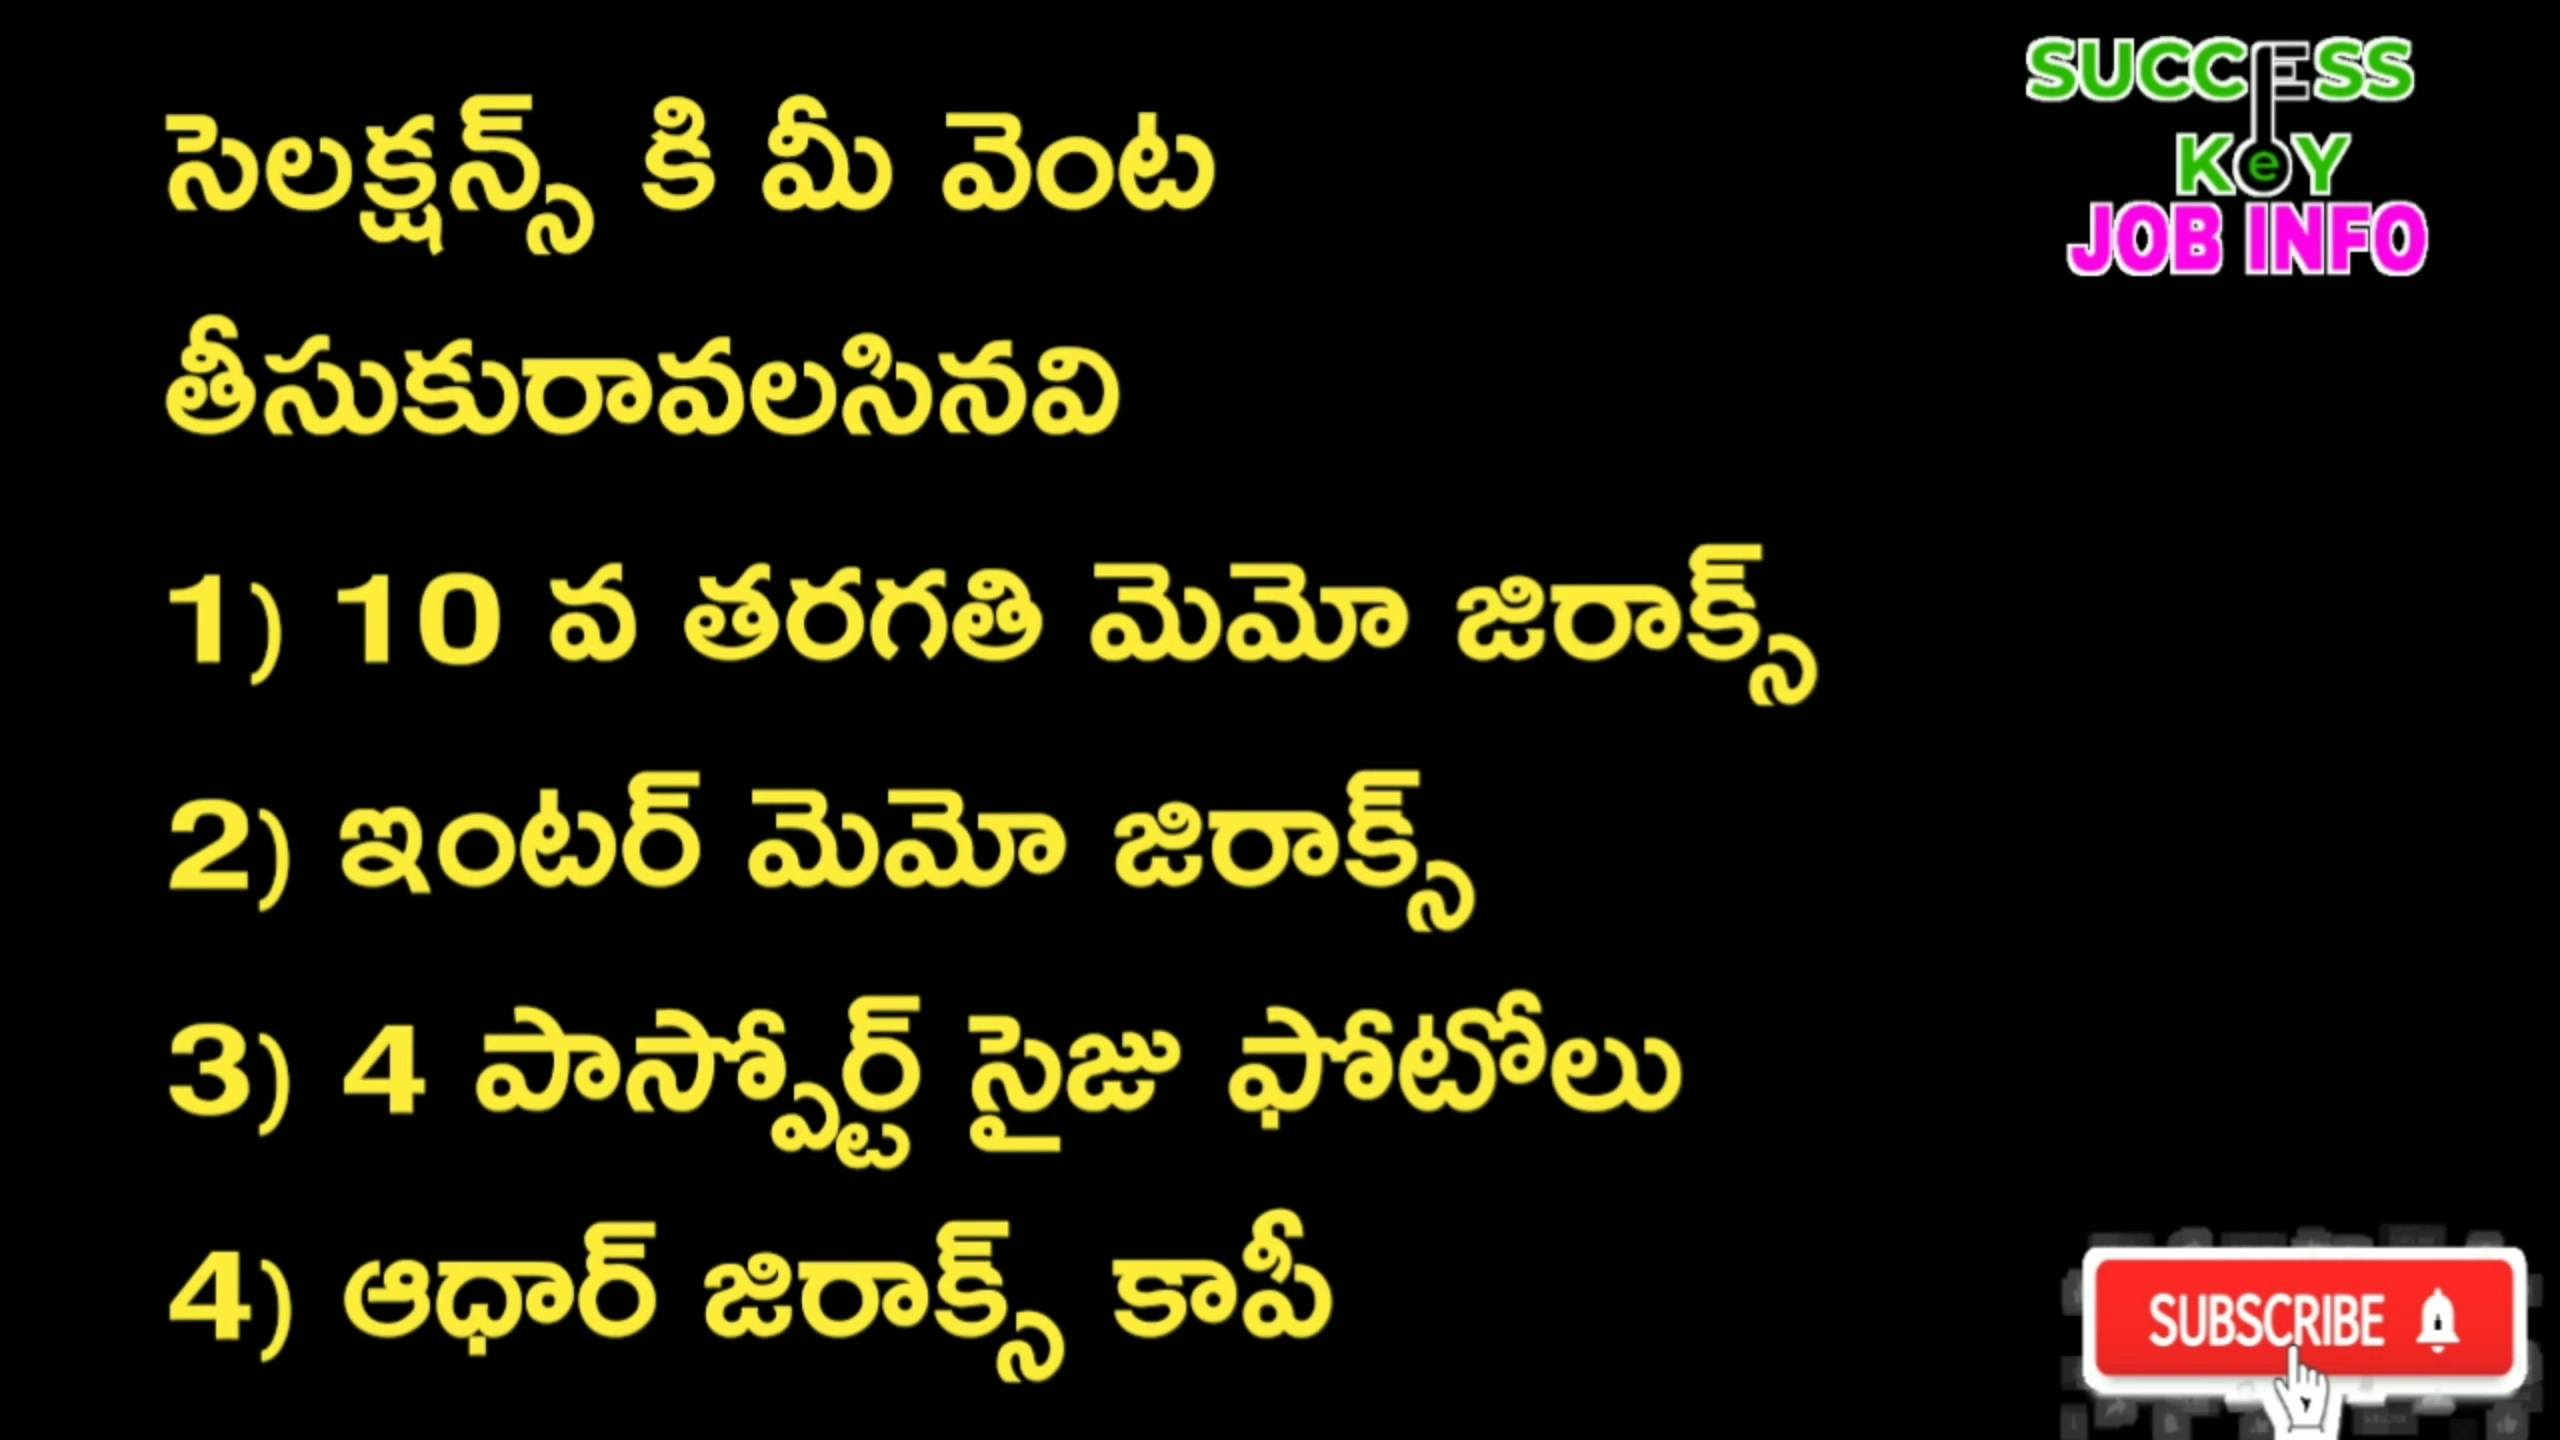 సెలక్షన్స్ కి మీ వెంట
తీసుకురావలసినవి
1) 10 వ తరగతి మెమో జిరాక్స్
2) ఇంటర్ మెమో జిరాక్స్
3) 4 పాస్పోర్ట్ సైజు ఫోటోలు
4) ఆధార్ జిరాక్స్ కాపీ
SUCCESS
KeY
JOB INFO
SUBSCRIBE